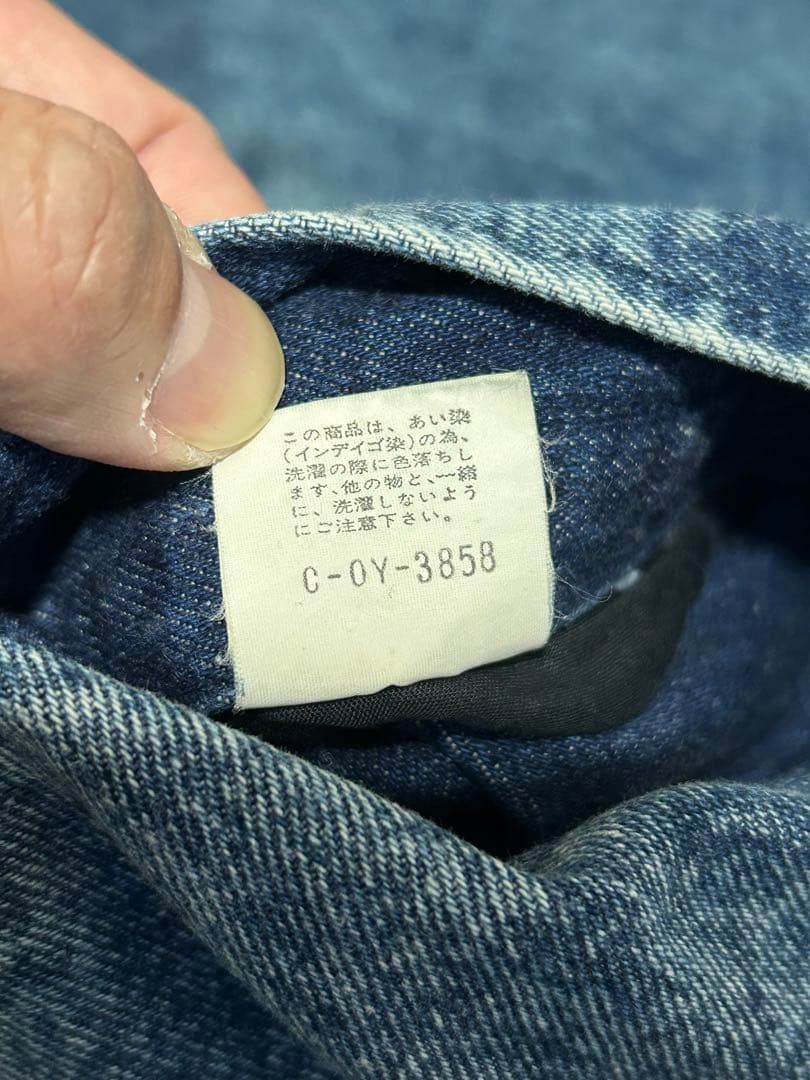 この商品は、あい染
(インデイゴ染)の為、
洗濯の際に色落ちし
ます、他の物と、一緒
に、洗濯しないよう
にご注意下さい。
C-OY-3858